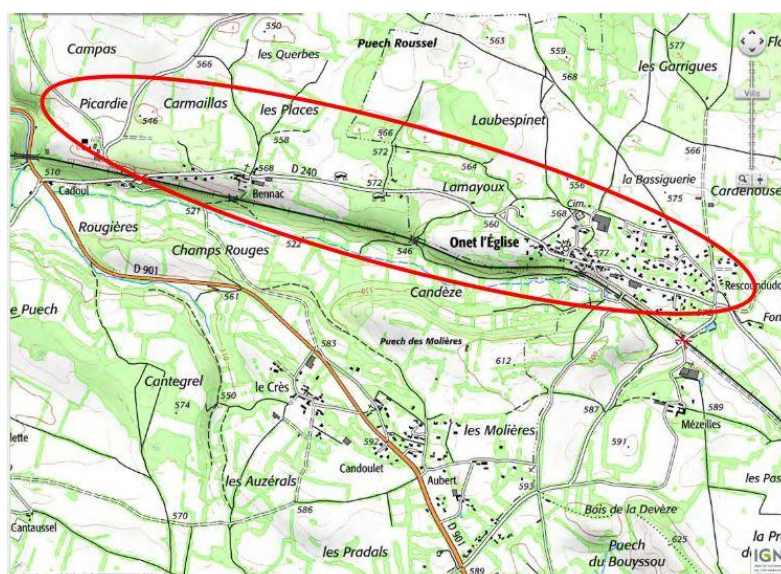 Campas
550
les Querbes
Puech Roussel
563
559
568
577
les Garrigues
566
Picardie
Carmaillas
546
les Places
558
566
572
Laubespinet
Ville
566
564
556
la Bassiguerie
575
Cardenouse
510
Cadoul
568
Bennac
D 240
572
Lamayoux
560
Cim.
568
Rougières
521
522
Champs Rouges
546
Onet l'Église
577
Rescoundudou
D 901
561
Candèze
Fon
e Puech
583
Puech des Molières
612
Cantegrel
574
550
le Crès
587
Mézeilles
589
les Molières
592
591
lette
les Auzérals
Candoulet
Aubert
593
les Pas
570
586
Bois de la Devèze
Cantaussel
D 901
les Pradals
625
la Pr
Puech
du Bouyssou
589
IGN